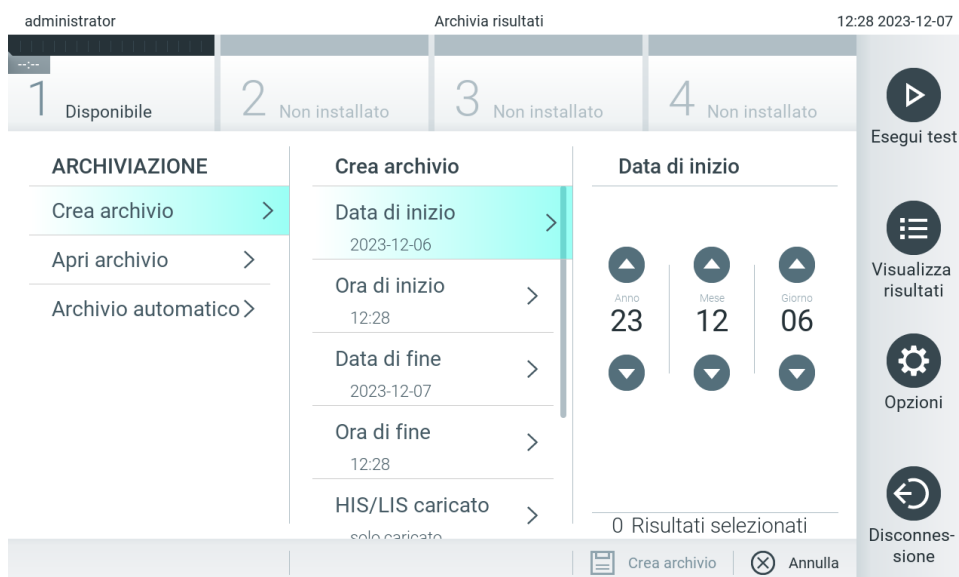 administrator
Archivia risultati
12:28 2023-12-07
--:--
1 Disponibile
2 Non installato
3 Non installato
4 Non installato
ARCHIVIAZIONE
Crea archivio
Apri archivio
Archivio automatico
Crea archivio
Data di inizio
2023-12-06
Ora di inizio
12:28
Data di fine
2023-12-07
Ora di fine
12:28
HIS/LIS caricato
solo caricato
Data di inizio
Anno Mese Giorno
23 12 06
0 Risultati selezionati
Crea archivio
Annulla
Esegui test
Visualizza
risultati
Opzioni
Disconnes-
sione